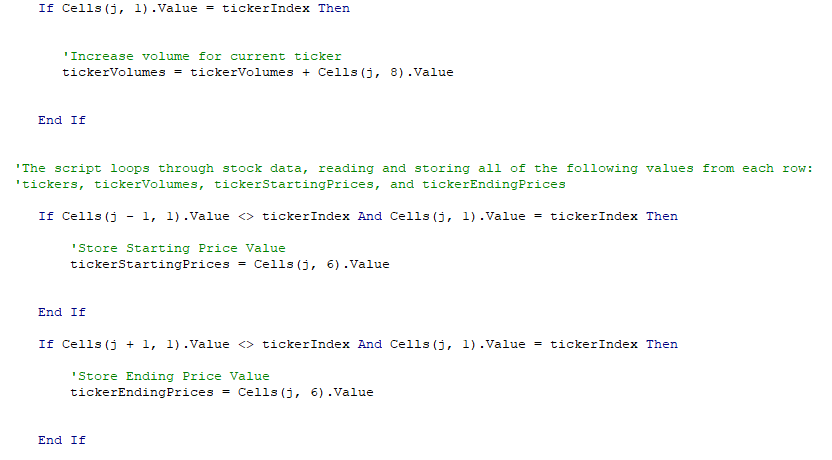 If Cells(j, 1).Value = tickerIndex Then
'Increase volume for current ticker
tickerVolumes = tickerVolumes + Cells(j, 8).Value
End If
'The script loops through stock data, reading and storing all of the following values from each row:
'tickers, tickerVolumes, tickerStartingPrices, and tickerEndingPrices
If Cells(j - 1, 1).Value <> tickerIndex And Cells(j, 1).Value = tickerIndex Then
'Store Starting Price Value
tickerStartingPrices = Cells(j, 6).Value
End If
If Cells(j + 1, 1).Value <> tickerIndex And Cells(j, 1).Value = tickerIndex Then
'Store Ending Price Value
tickerEndingPrices = Cells(j, 6).Value
End If